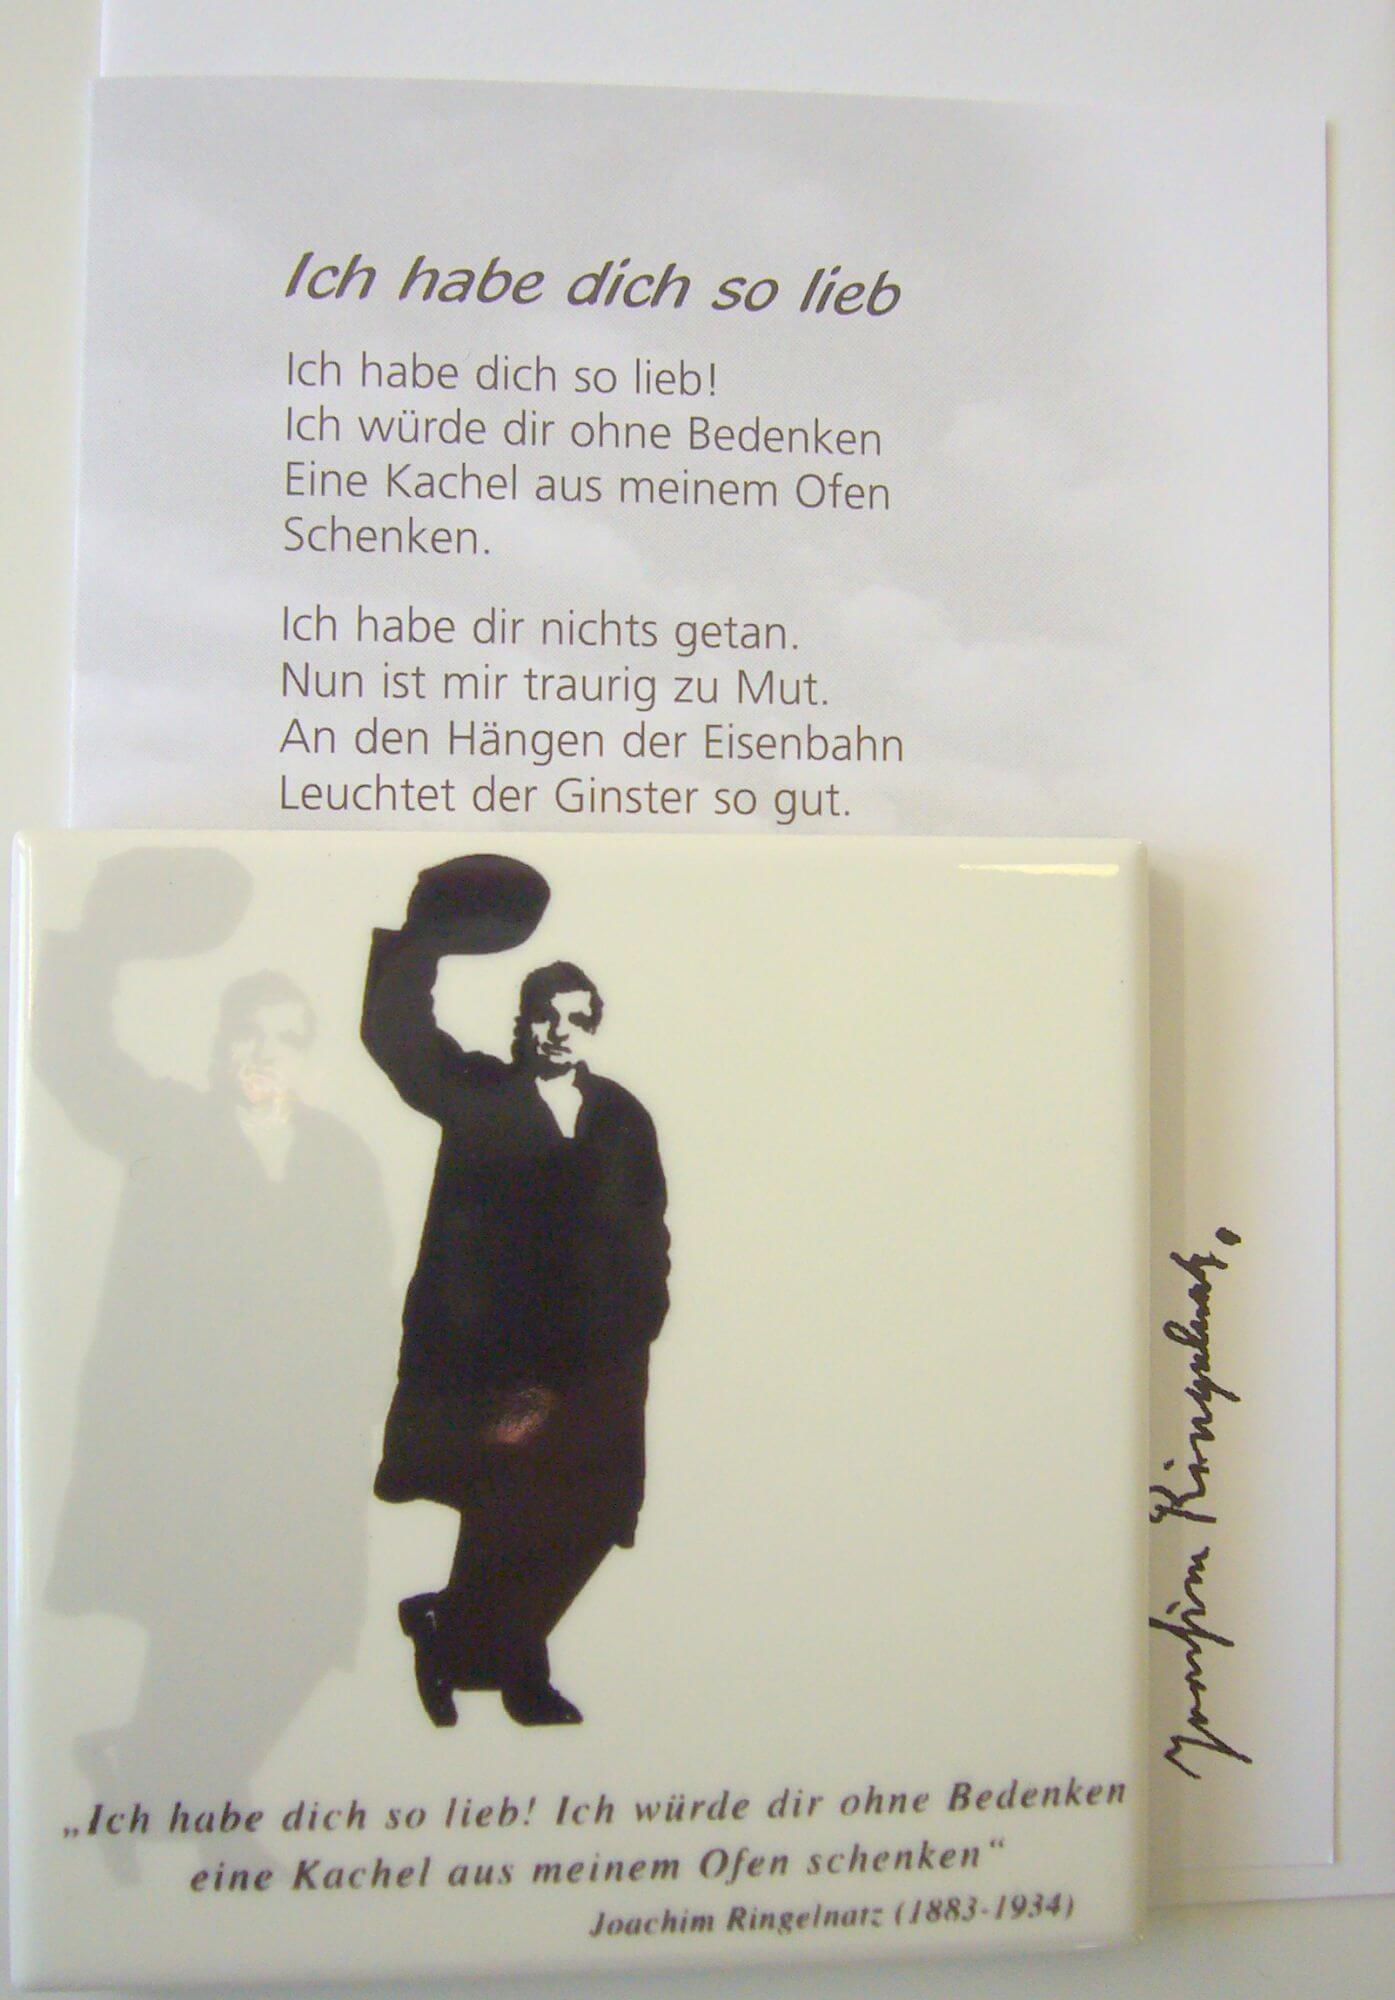 Ich habe dich so lieb
Ich habe dich so lieb!
Ich würde dir ohne Bedenken
Eine Kachel aus meinem Ofen
Schenken.
Ich habe dir nichts getan.
Nun ist mir traurig zu Mut.
An den Hängen der Eisenbahn
Leuchtet der Ginster so gut.
„Ich habe dich so lieb! Ich würde dir ohne Bedenken
eine Kachel aus meinem Ofen schenken“
Joachim Ringelnatz (1883-1934)
Joachim Ringelnatz